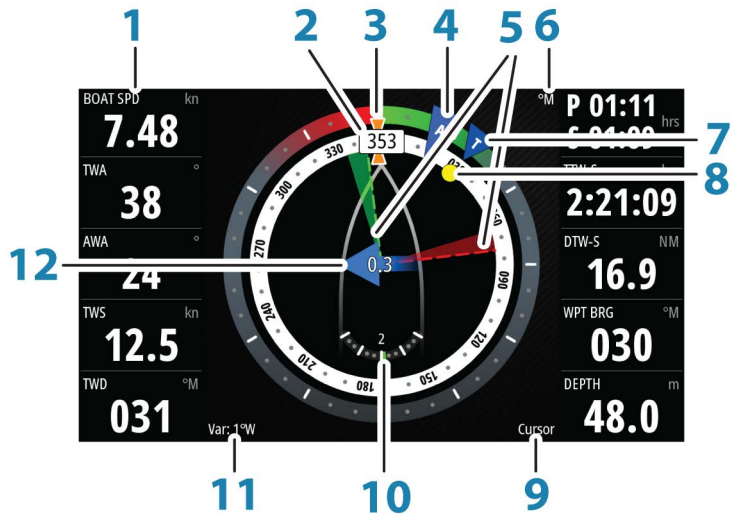 1 2 3 4 5 6
BOAT SPD kn
7.48
TWA °
38
AWA °
24
TWS kn
12.5
TWD °M
031
°M
P 01:11 hrs
S 01:09
2:21:09
DTW-S NM
16.9
WPT BRG °M
030
DEPTH m
48.0
353
A
T
330
300
270
240
210
180
150
120
060
0.3
2
7
8
12
Var: 1°W
Cursor
11 10 9